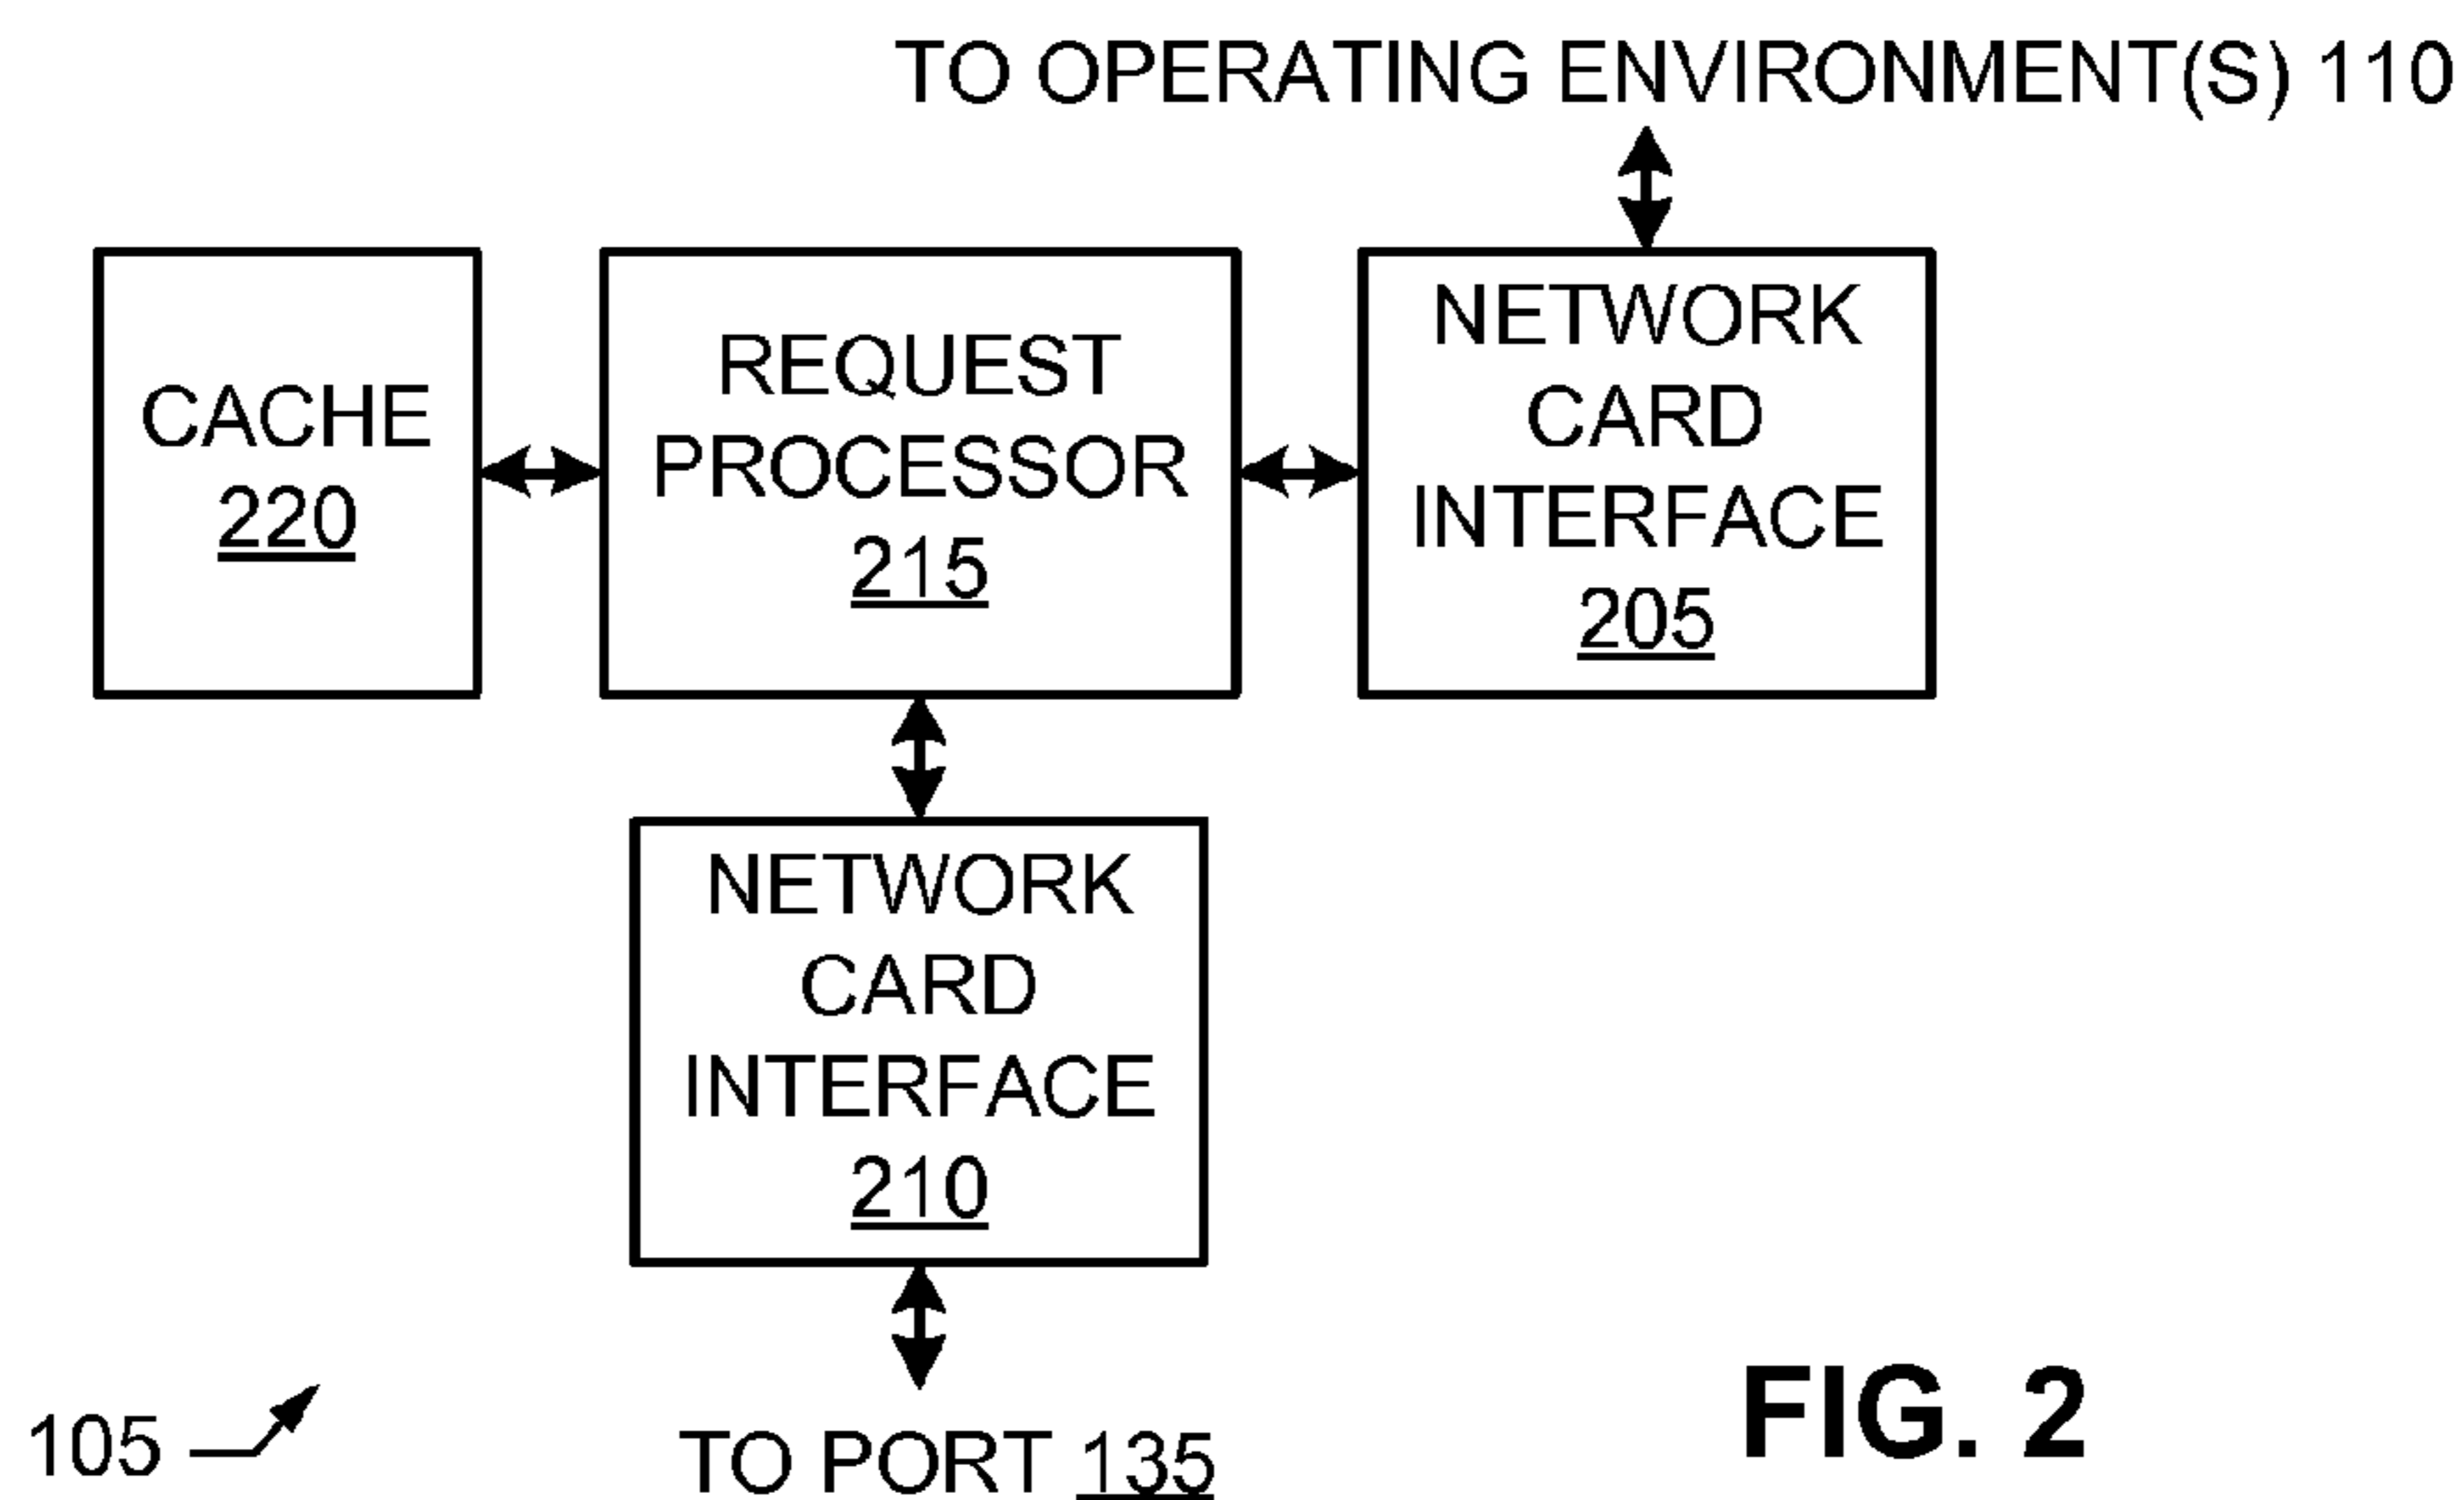 TO OPERATING ENVIRONMENT(S) 110
CACHE
220
REQUEST
PROCESSOR
215
NETWORK
CARD
INTERFACE
205
NETWORK
CARD
INTERFACE
210
105
TO PORT 135
FIG. 2